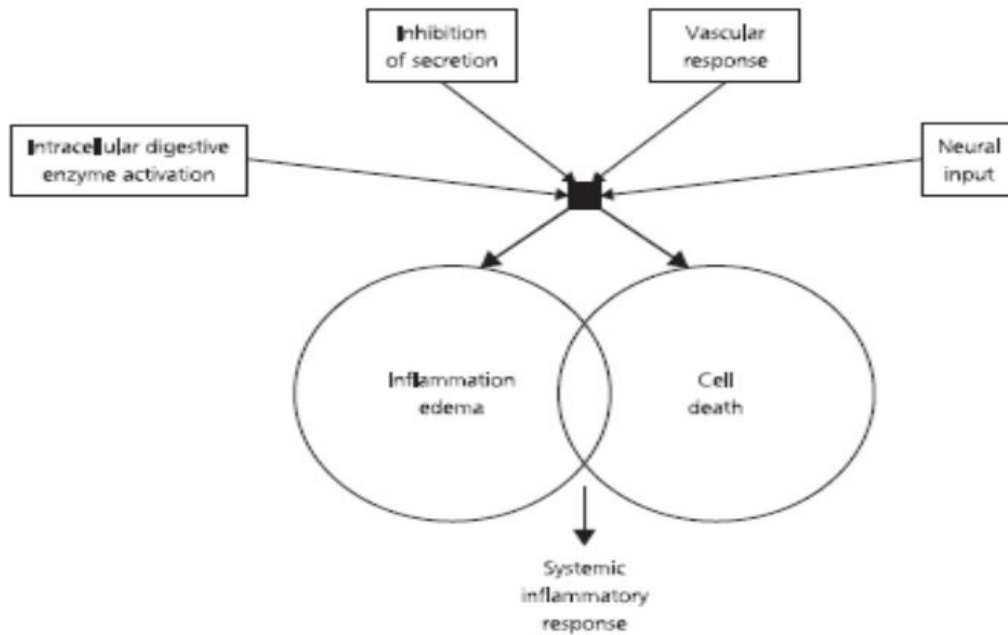 Inhibition
of secretion
Vascular
response
Intracellular digestive
enzyme activation
Neural
input
Inflammation
edema
Cell
death
Systemic
inflammatory
response